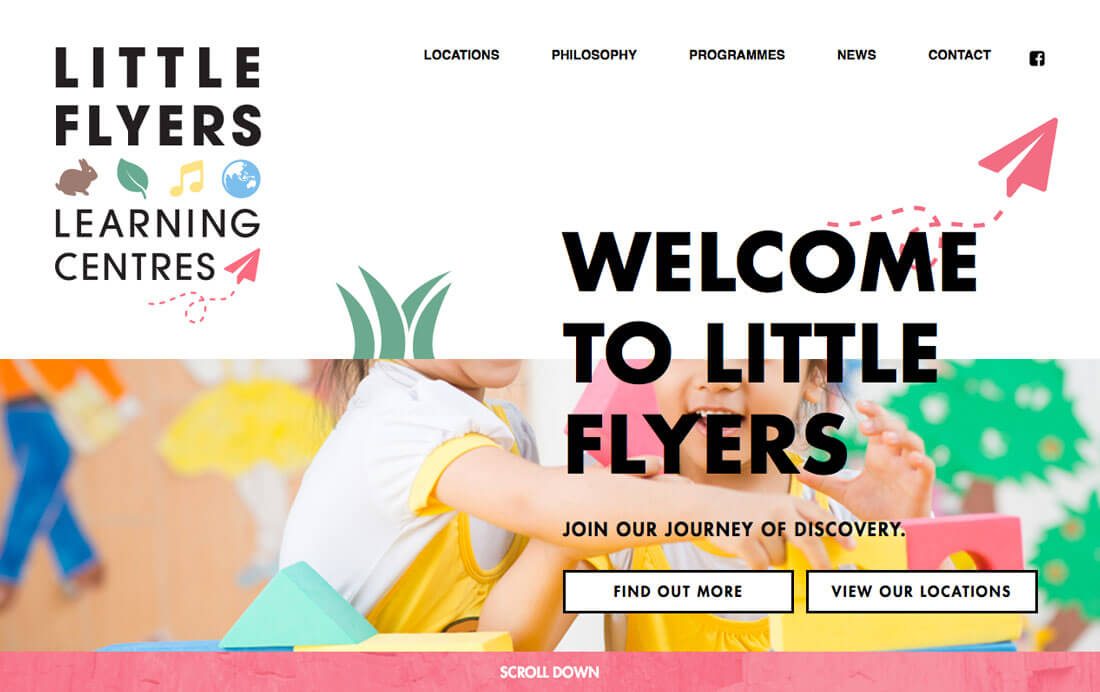 LITTLE
FLYERS
LEARNING
CENTRES
LOCATIONS PHILOSOPHY PROGRAMMES NEWS CONTACT
WELCOME
TO LITTLE
FLYERS
JOIN OUR JOURNEY OF DISCOVERY.
FIND OUT MORE VIEW OUR LOCATIONS
SCROLL DOWN